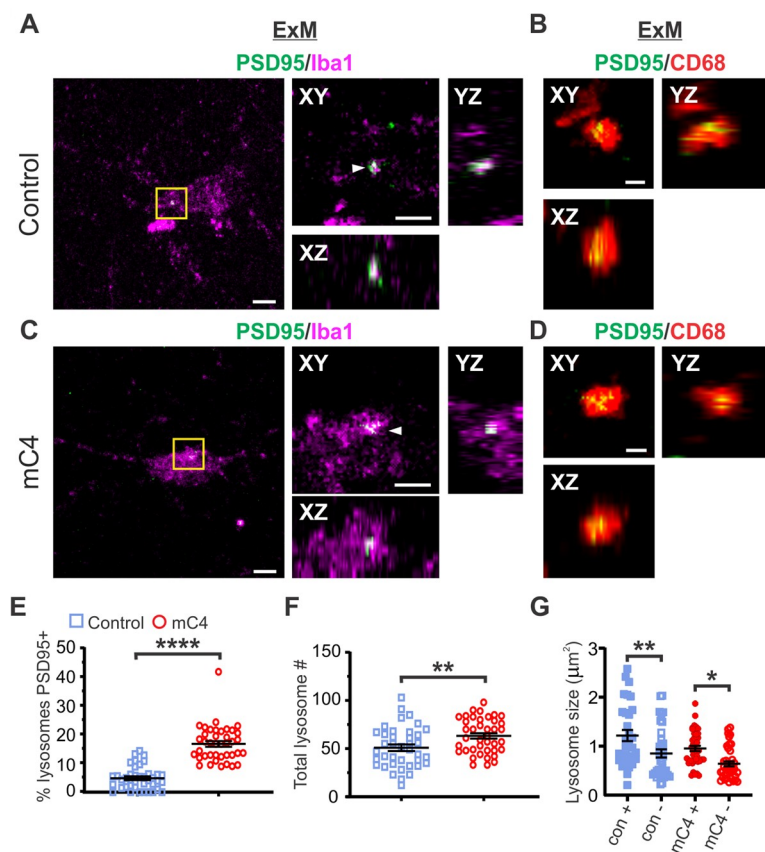 A ExM
PSD95/Iba1
XY
YZ
XZ
Control
B ExM
PSD95/CD68
XY
YZ
XZ
C PSD95/Iba1
XY
YZ
XZ
mC4
D PSD95/CD68
XY
YZ
XZ
E Control mC4
% lysosomes PSD95+
50
40
30
20
10
0
****
F
Total lysosome #
150
100
50
0
**
G
Lysosome size (µm²)
3
2
1
0
**
*
con +
con -
mC4 +
mC4 -